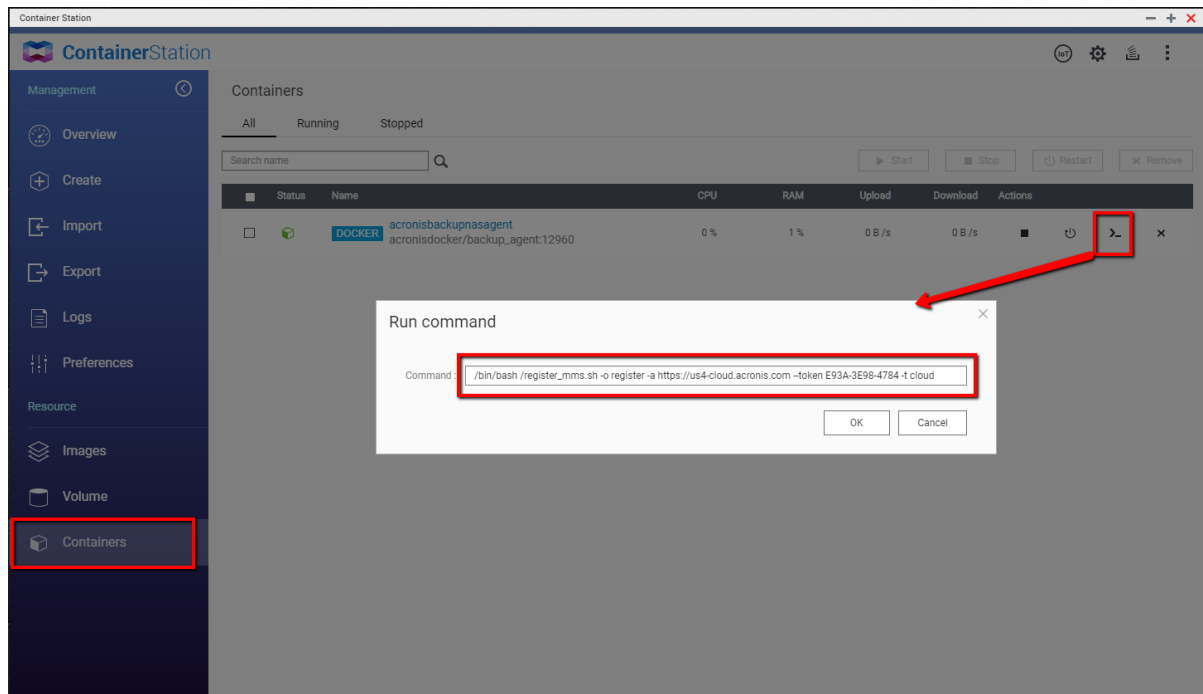 Container Station
ContainerStation
IoT
Management
Overview
Create
Import
Export
Logs
Preferences
Resource
Images
Volume
Containers
Containers
All Running Stopped
Search name
Start Stop Restart Remove
Status Name CPU RAM Upload Download Actions
DOCKER acronisbackupnasagent 0 % 1 % 0 B /s 0 B /s
acronisdocker/backup_agent:12960
Run command
Command : /bin/bash /register_mms.sh -o register -a https://us4-cloud.acronis.com --token E93A-3E98-4784 -t cloud
OK Cancel